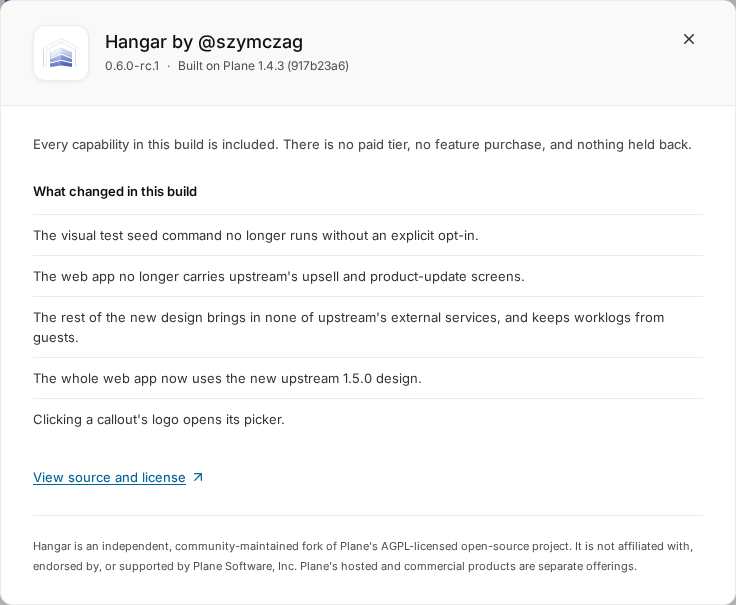 Hangar by @szymczag
0.6.0-rc.1 · Built on Plane 1.4.3 (917b23a6)
Every capability in this build is included. There is no paid tier, no feature purchase, and nothing held back.
What changed in this build
The visual test seed command no longer runs without an explicit opt-in.
The web app no longer carries upstream's upsell and product-update screens.
The rest of the new design brings in none of upstream's external services, and keeps worklogs from
guests.
The whole web app now uses the new upstream 1.5.0 design.
Clicking a callout's logo opens its picker.
View source and license
Hangar is an independent, community-maintained fork of Plane's AGPL-licensed open-source project. It is not affiliated with,
endorsed by, or supported by Plane Software, Inc. Plane's hosted and commercial products are separate offerings.